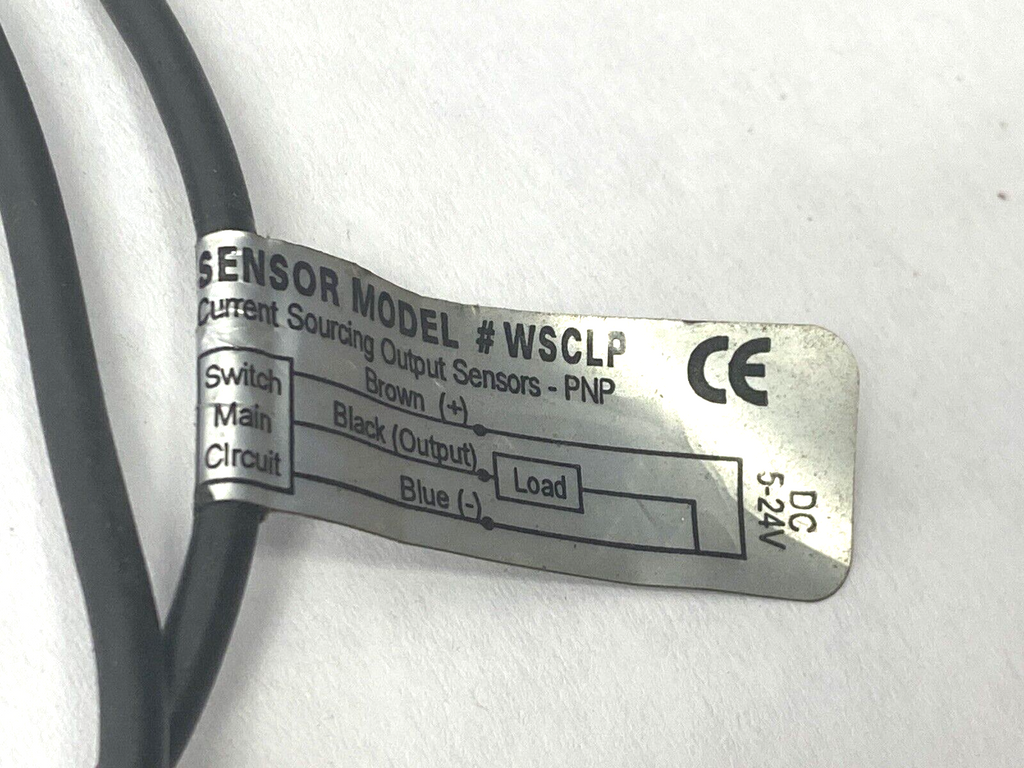 SENSOR MODEL #WSCLP
Current Sourcing Output Sensors - PNP
CE
Switch
Main
CIrcuit
Brown (+)
Black (Output)
Blue (-)
Load
DC
5-24V